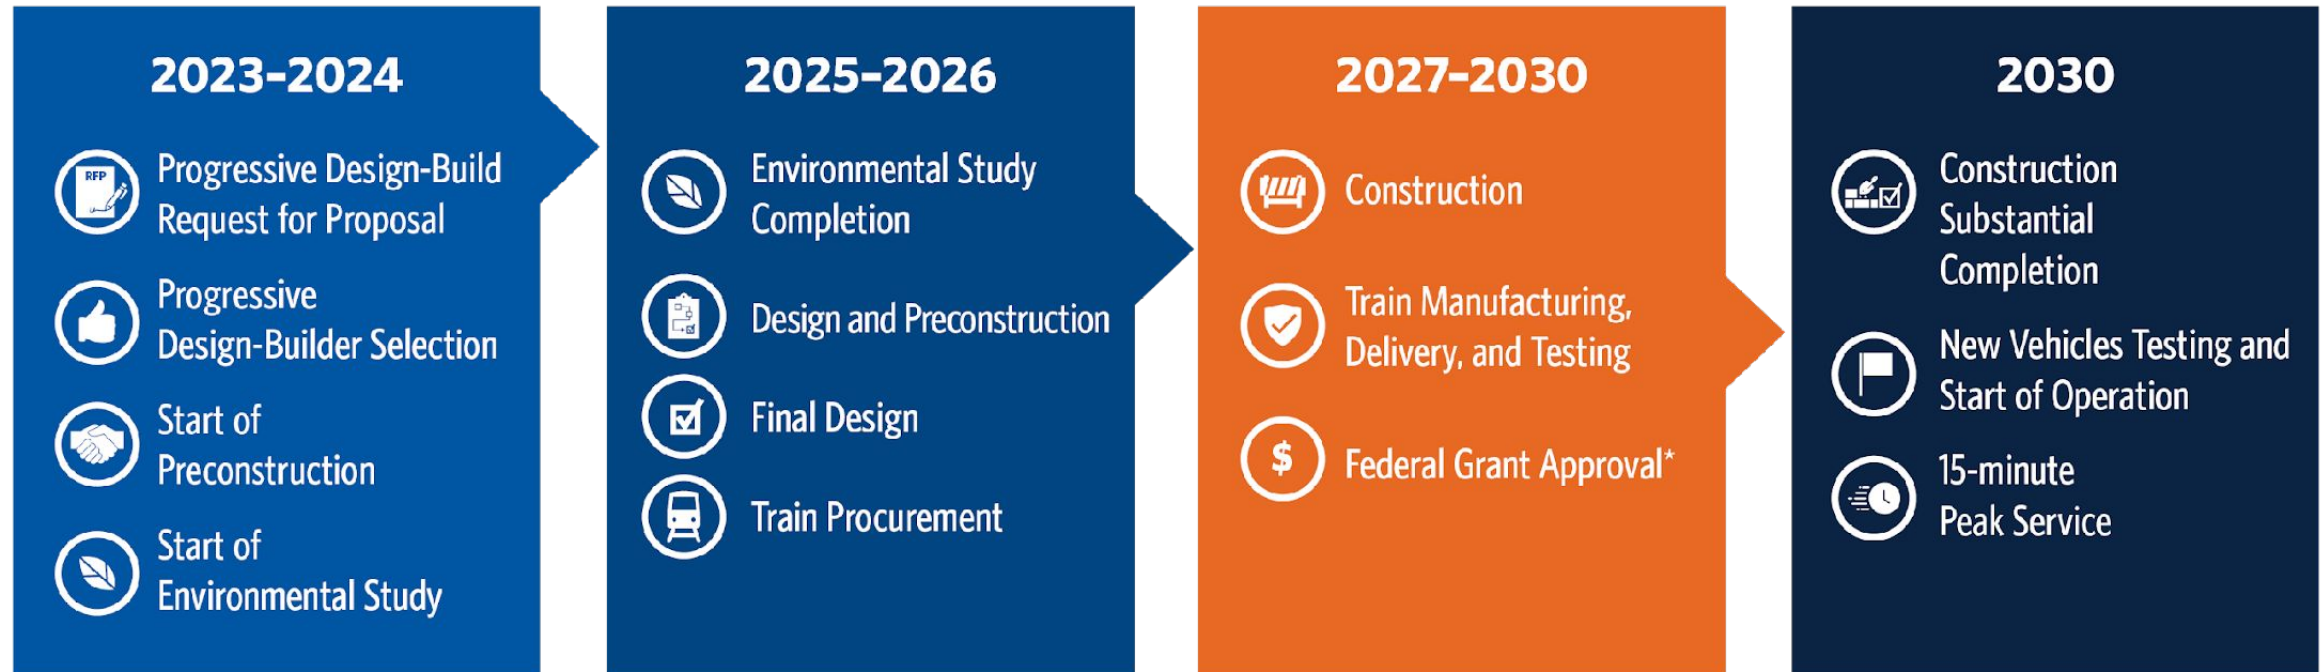 2023–2024
RFP
Progressive Design-Build
Request for Proposal
Progressive
Design-Builder Selection
Start of
Preconstruction
Start of
Environmental Study
2025–2026
Environmental Study
Completion
Design and Preconstruction
Final Design
Train Procurement
2027–2030
Construction
Train Manufacturing,
Delivery, and Testing
$
Federal Grant Approval*
2030
Construction
Substantial
Completion
New Vehicles Testing and
Start of Operation
15-minute
Peak Service